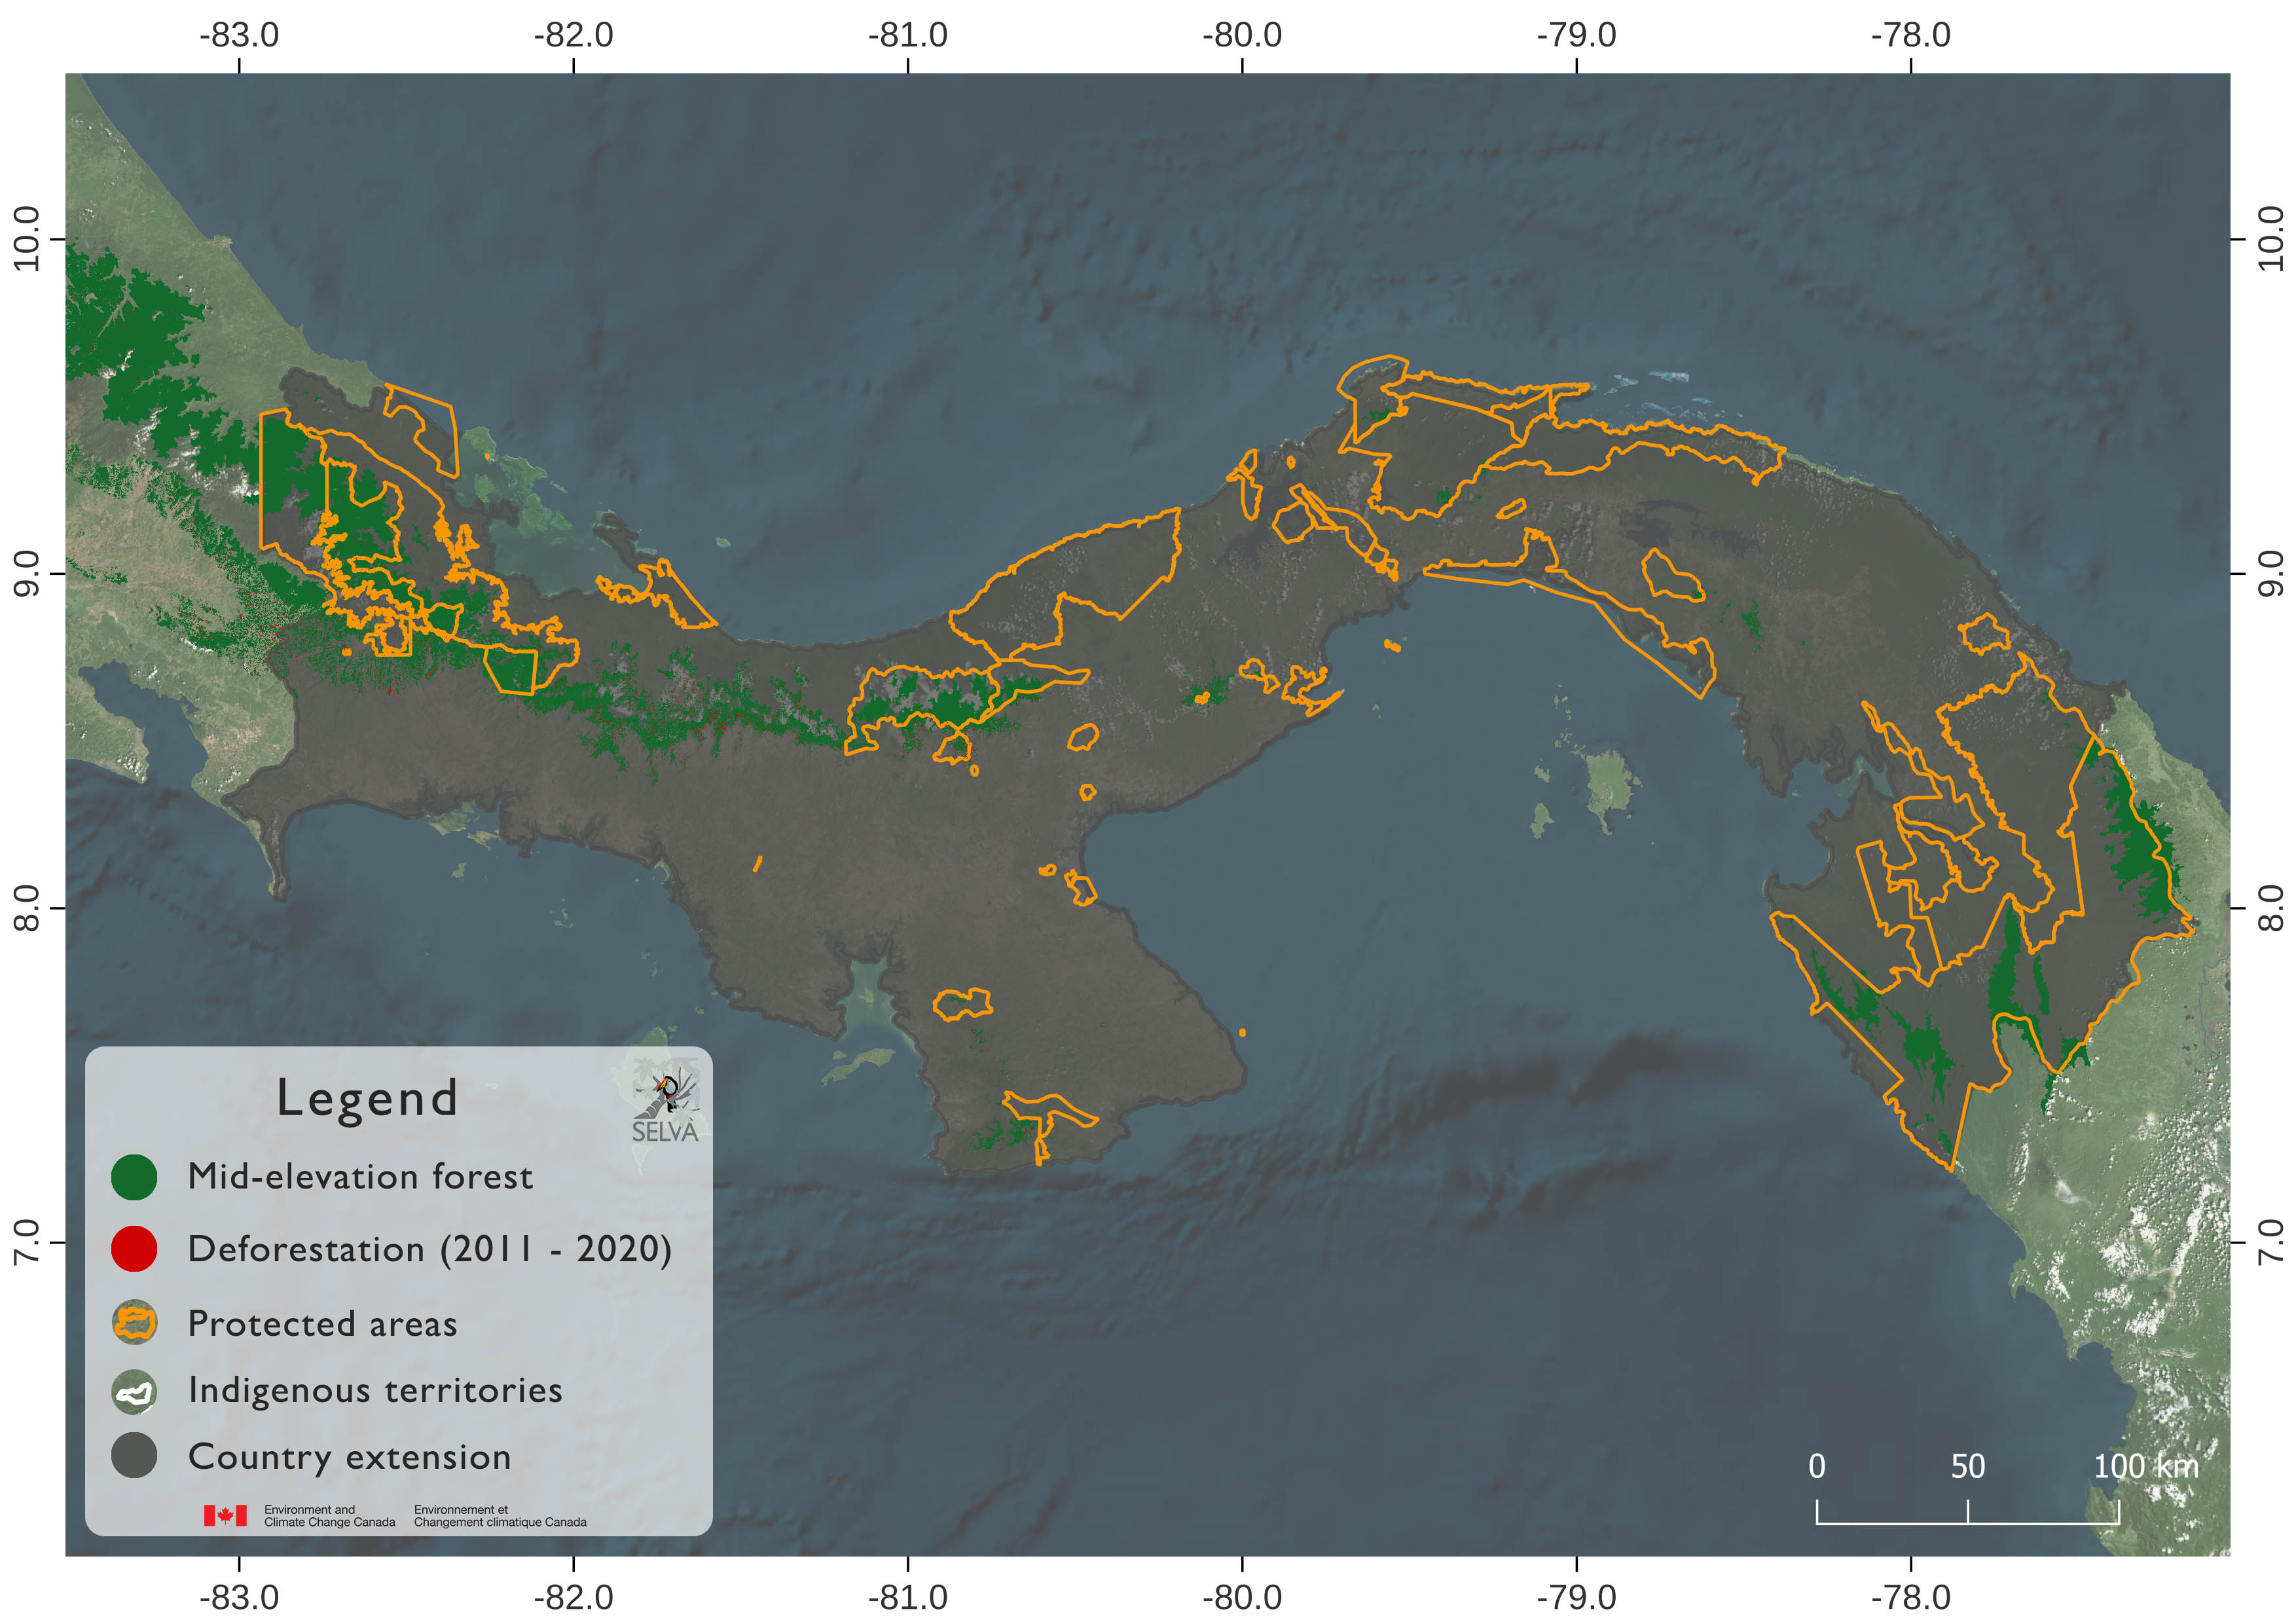 -83.0 -82.0 -81.0 -80.0 -79.0 -78.0
10.0 10.0
9.0 9.0
8.0 8.0
7.0 7.0
Legend
SELVA
Mid-elevation forest
Deforestation (2011 - 2020)
Protected areas
Indigenous territories
Country extension
Environment and
Climate Change Canada
Environnement et
Changement climatique Canada
0 50 100 km
-83.0 -82.0 -81.0 -80.0 -79.0 -78.0